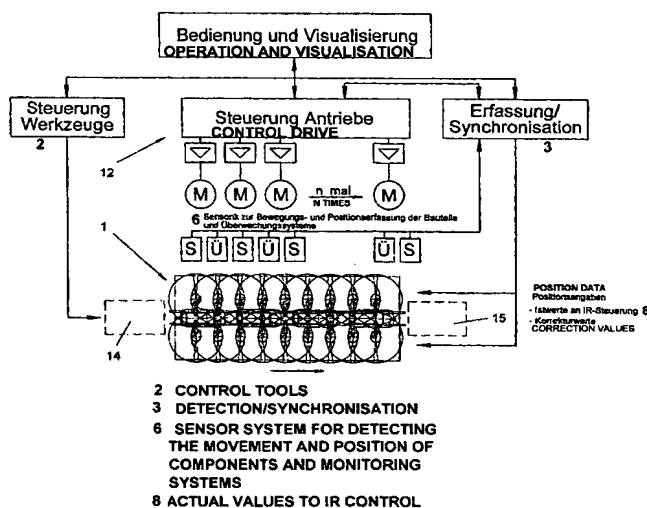 Bedienung und Visualisierung
OPERATION AND VISUALISATION
Steuerung
Werkzeuge
2
Steuerung Antriebe
CONTROL DRIVE
Erfassung/
Synchronisation
3
12
M M M n mal M
N TIMES
6 Sensorik zur Bewegungs- und Positionserfassung der Bauteile
und Überwachungssysteme
1
S Ü S Ü S Ü S
POSITION DATA
Positionsangaben
- Istwerte an IR-Steuerung 8
- Korrekturwerte
CORRECTION VALUES
14
15
2 CONTROL TOOLS
3 DETECTION/SYNCHRONISATION
6 SENSOR SYSTEM FOR DETECTING
THE MOVEMENT AND POSITION OF
COMPONENTS AND MONITORING
SYSTEMS
8 ACTUAL VALUES TO IR CONTROL